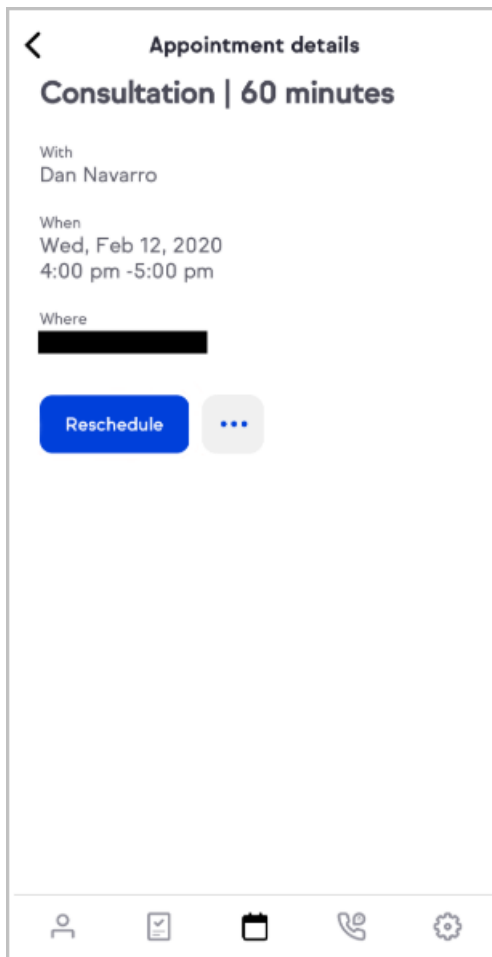 Appointment details
Consultation | 60 minutes
With
Dan Navarro
When
Wed, Feb 12, 2020
4:00 pm -5:00 pm
Where
Reschedule